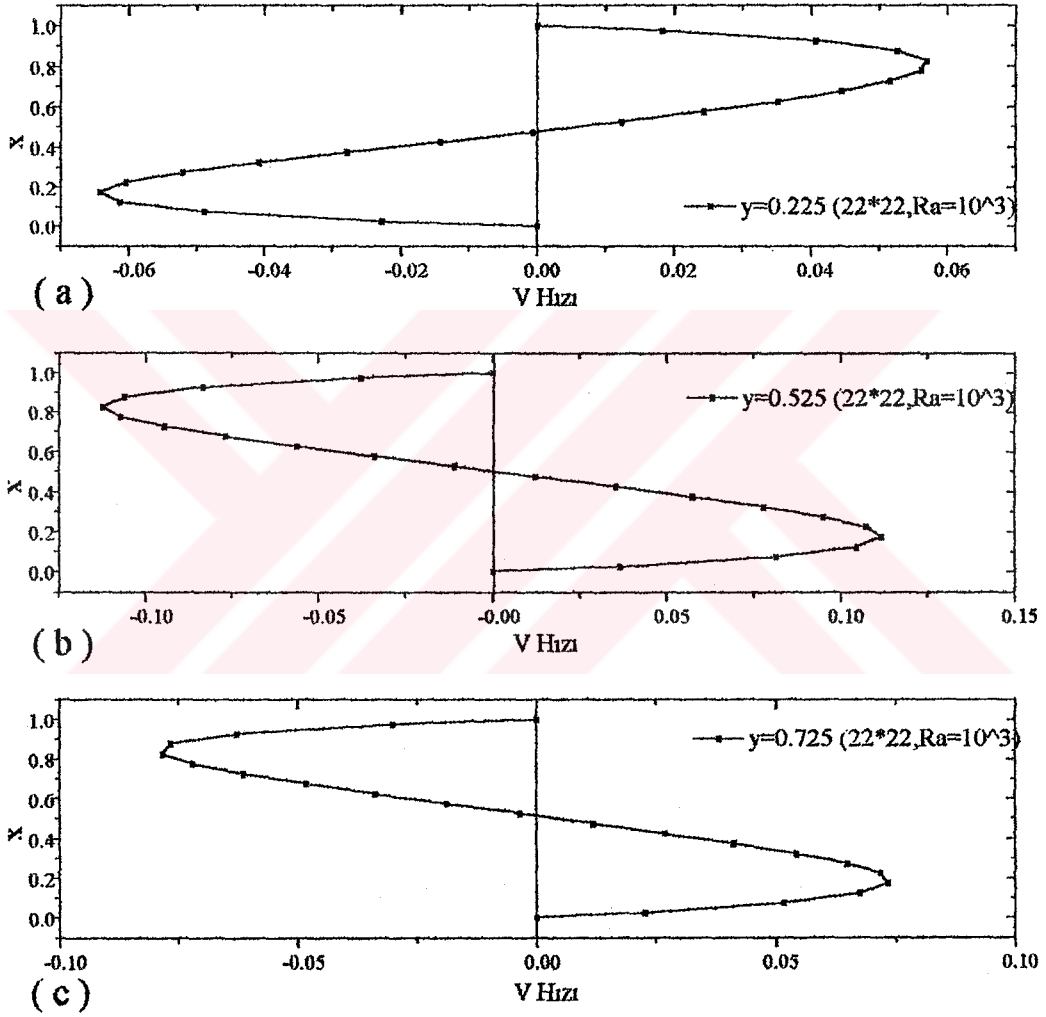 1.0
0.8
0.6
0.4
0.2
0.0
x
y=0.225 (22*22,Ra=10^3)
-0.06 -0.04 -0.02 0.00 0.02 0.04 0.06
V Hızı
( a )
1.0
0.8
0.6
0.4
0.2
0.0
x
y=0.525 (22*22,Ra=10^3)
-0.10 -0.05 -0.00 0.05 0.10 0.15
V Hızı
( b )
1.0
0.8
0.6
0.4
0.2
0.0
x
y=0.725 (22*22,Ra=10^3)
-0.10 -0.05 0.00 0.05 0.10
V Hızı
( c )